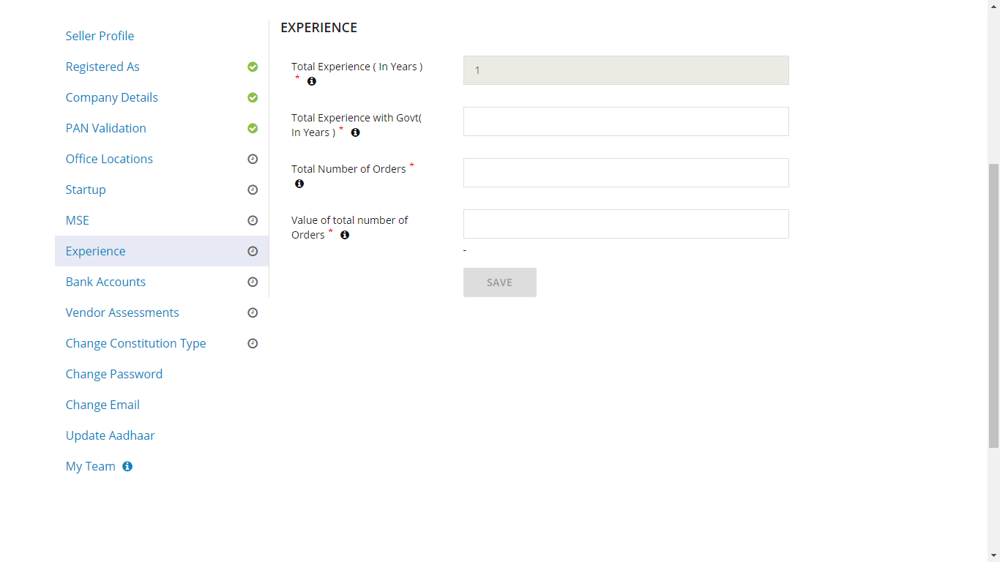 Seller Profile
Registered As
Company Details
PAN Validation
Office Locations
Startup
MSE
Experience
Bank Accounts
Vendor Assessments
Change Constitution Type
Change Password
Change Email
Update Aadhaar
My Team
EXPERIENCE
Total Experience ( In Years )
*
1
Total Experience with Govt(
In Years ) *
Total Number of Orders *
Value of total number of
Orders *
-
SAVE